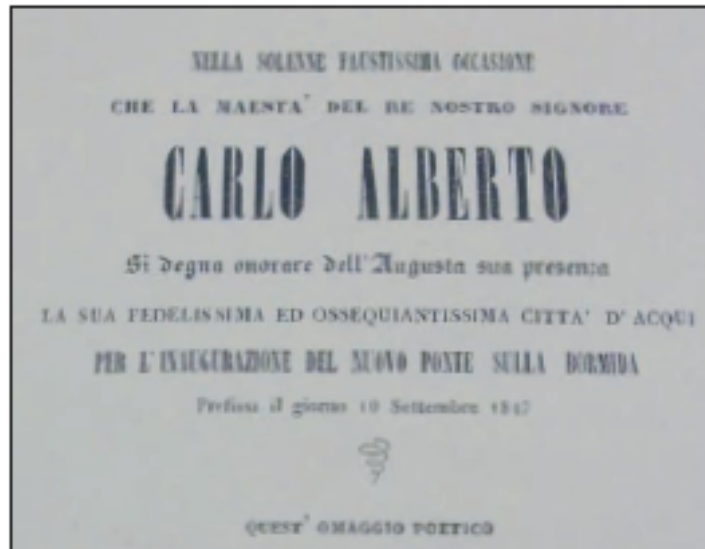 NELLA SOLENNE FAUSTISSIMA OCCASIONE
CHE LA MAESTA' DEL RE NOSTRO SIGNORE
CARLO ALBERTO
Si degna onorare dell'Augusta sua presenza
LA SUA FEDELISSIMA ED OSSEQUIANTISSIMA CITTA' D'ACQUI
PER L'INAUGURAZIONE DEL NUOVO PONTE SULLA BORMIDA
Prefissa il giorno Settembre 1847
QUEST' OMAGGIO POETICO